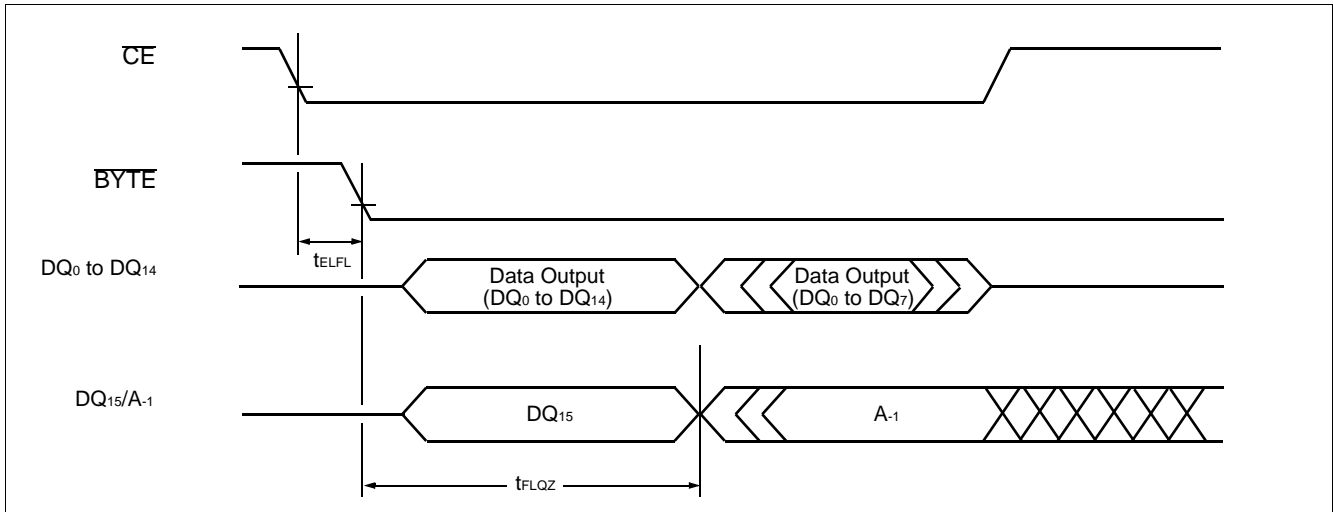 CE
BYTE
tELFL
DQ0 to DQ14
Data Output
(DQ0 to DQ14)
Data Output
(DQ0 to DQ7)
DQ15/A-1
DQ15
A-1
tFLQZ